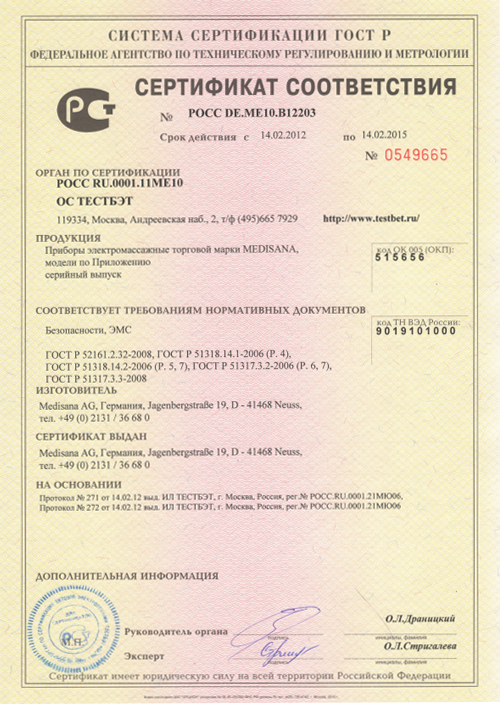 СИСТЕМА СЕРТИФИКАЦИИ ГОСТ Р
ФЕДЕРАЛЬНОЕ АГЕНТСТВО ПО ТЕХНИЧЕСКОМУ РЕГУЛИРОВАНИЮ И МЕТРОЛОГИИ
СЕРТИФИКАТ СООТВЕТСТВИЯ
№ РОСС DE.ME10.B12203
Срок действия с 14.02.2012 по 14.02.2015
№ 0549665
ОРГАН ПО СЕРТИФИКАЦИИ
РОСС RU.0001.11МЕ10
ОС ТЕСТБЭТ
119334, Москва, Андреевская наб., 2, т/ф (495)665 7929 http://www.testbet.ru/
ПРОДУКЦИЯ
Приборы электромассажные торговой марки MEDISANA,
модели по Приложению
серийный выпуск
код ОК 005 (ОКП):
515656
СООТВЕТСТВУЕТ ТРЕБОВАНИЯМ НОРМАТИВНЫХ ДОКУМЕНТОВ
Безопасности, ЭМС
код ТН ВЭД России:
9019101000
ГОСТ Р 52161.2.32-2008, ГОСТ Р 51318.14.1-2006 (Р. 4),
ГОСТ Р 51318.14.2-2006 (Р. 5, 7), ГОСТ Р 51317.3.2-2006 (Р. 6, 7),
ГОСТ Р 51317.3.3-2008
ИЗГОТОВИТЕЛЬ
Medisana AG, Германия, Jagenbergstraße 19, D - 41468 Neuss,
тел. +49 (0) 2131 / 36 68 0
СЕРТИФИКАТ ВЫДАН
Medisana AG, Германия, Jagenbergstraße 19, D - 41468 Neuss,
тел. +49 (0) 2131 / 36 68 0
НА ОСНОВАНИИ
Протокол № 271 от 14.02.12 выд. ИЛ ТЕСТБЭТ, г. Москва, Россия, рег.№ РОСС.RU.0001.21МЮ06,
Протокол № 272 от 14.02.12 выд. ИЛ ТЕСТБЭТ, г. Москва, Россия, рег.№ РОСС.RU.0001.21МЮ06
ДОПОЛНИТЕЛЬНАЯ ИНФОРМАЦИЯ
М.П.
Руководитель органа
подпись
О.Л.Драницкий
инициалы, фамилия
Эксперт
подпись
О.Л.Стригалева
инициалы, фамилия
Сертификат имеет юридическую силу на всей территории Российской Федерации